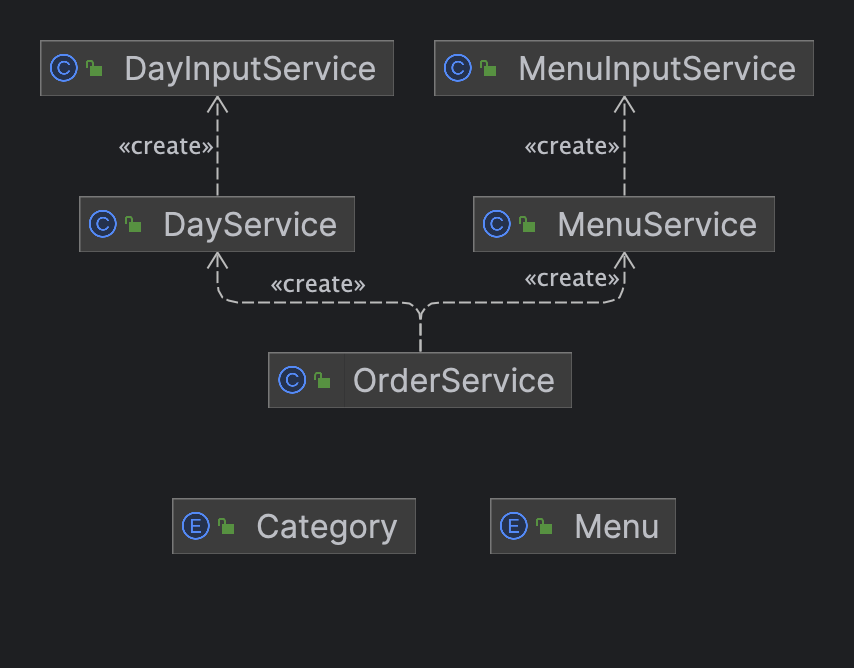 C DayInputService
C MenuInputService
«create»
«create»
C DayService
C MenuService
«create»
«create»
C OrderService
E Category
E Menu